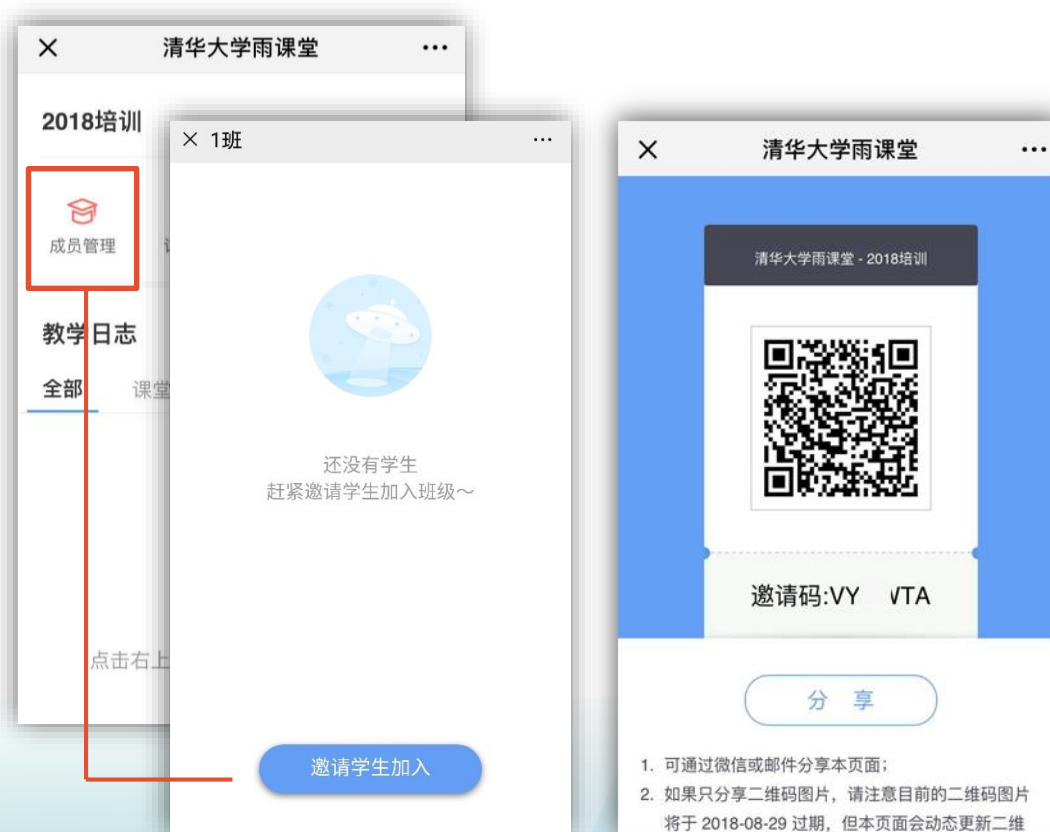 清华大学雨课堂
2018培训
成员管理
教学日志
全部 课堂
点击右上
1班
还没有学生
赶紧邀请学生加入班级～
邀请学生加入
清华大学雨课堂
清华大学雨课堂 - 2018培训
邀请码:VY TA
分 享
1. 可通过微信或邮件分享本页面；
2. 如果只分享二维码图片，请注意目前的二维码图片
将于 2018-08-29 过期，但本页面会动态更新二维